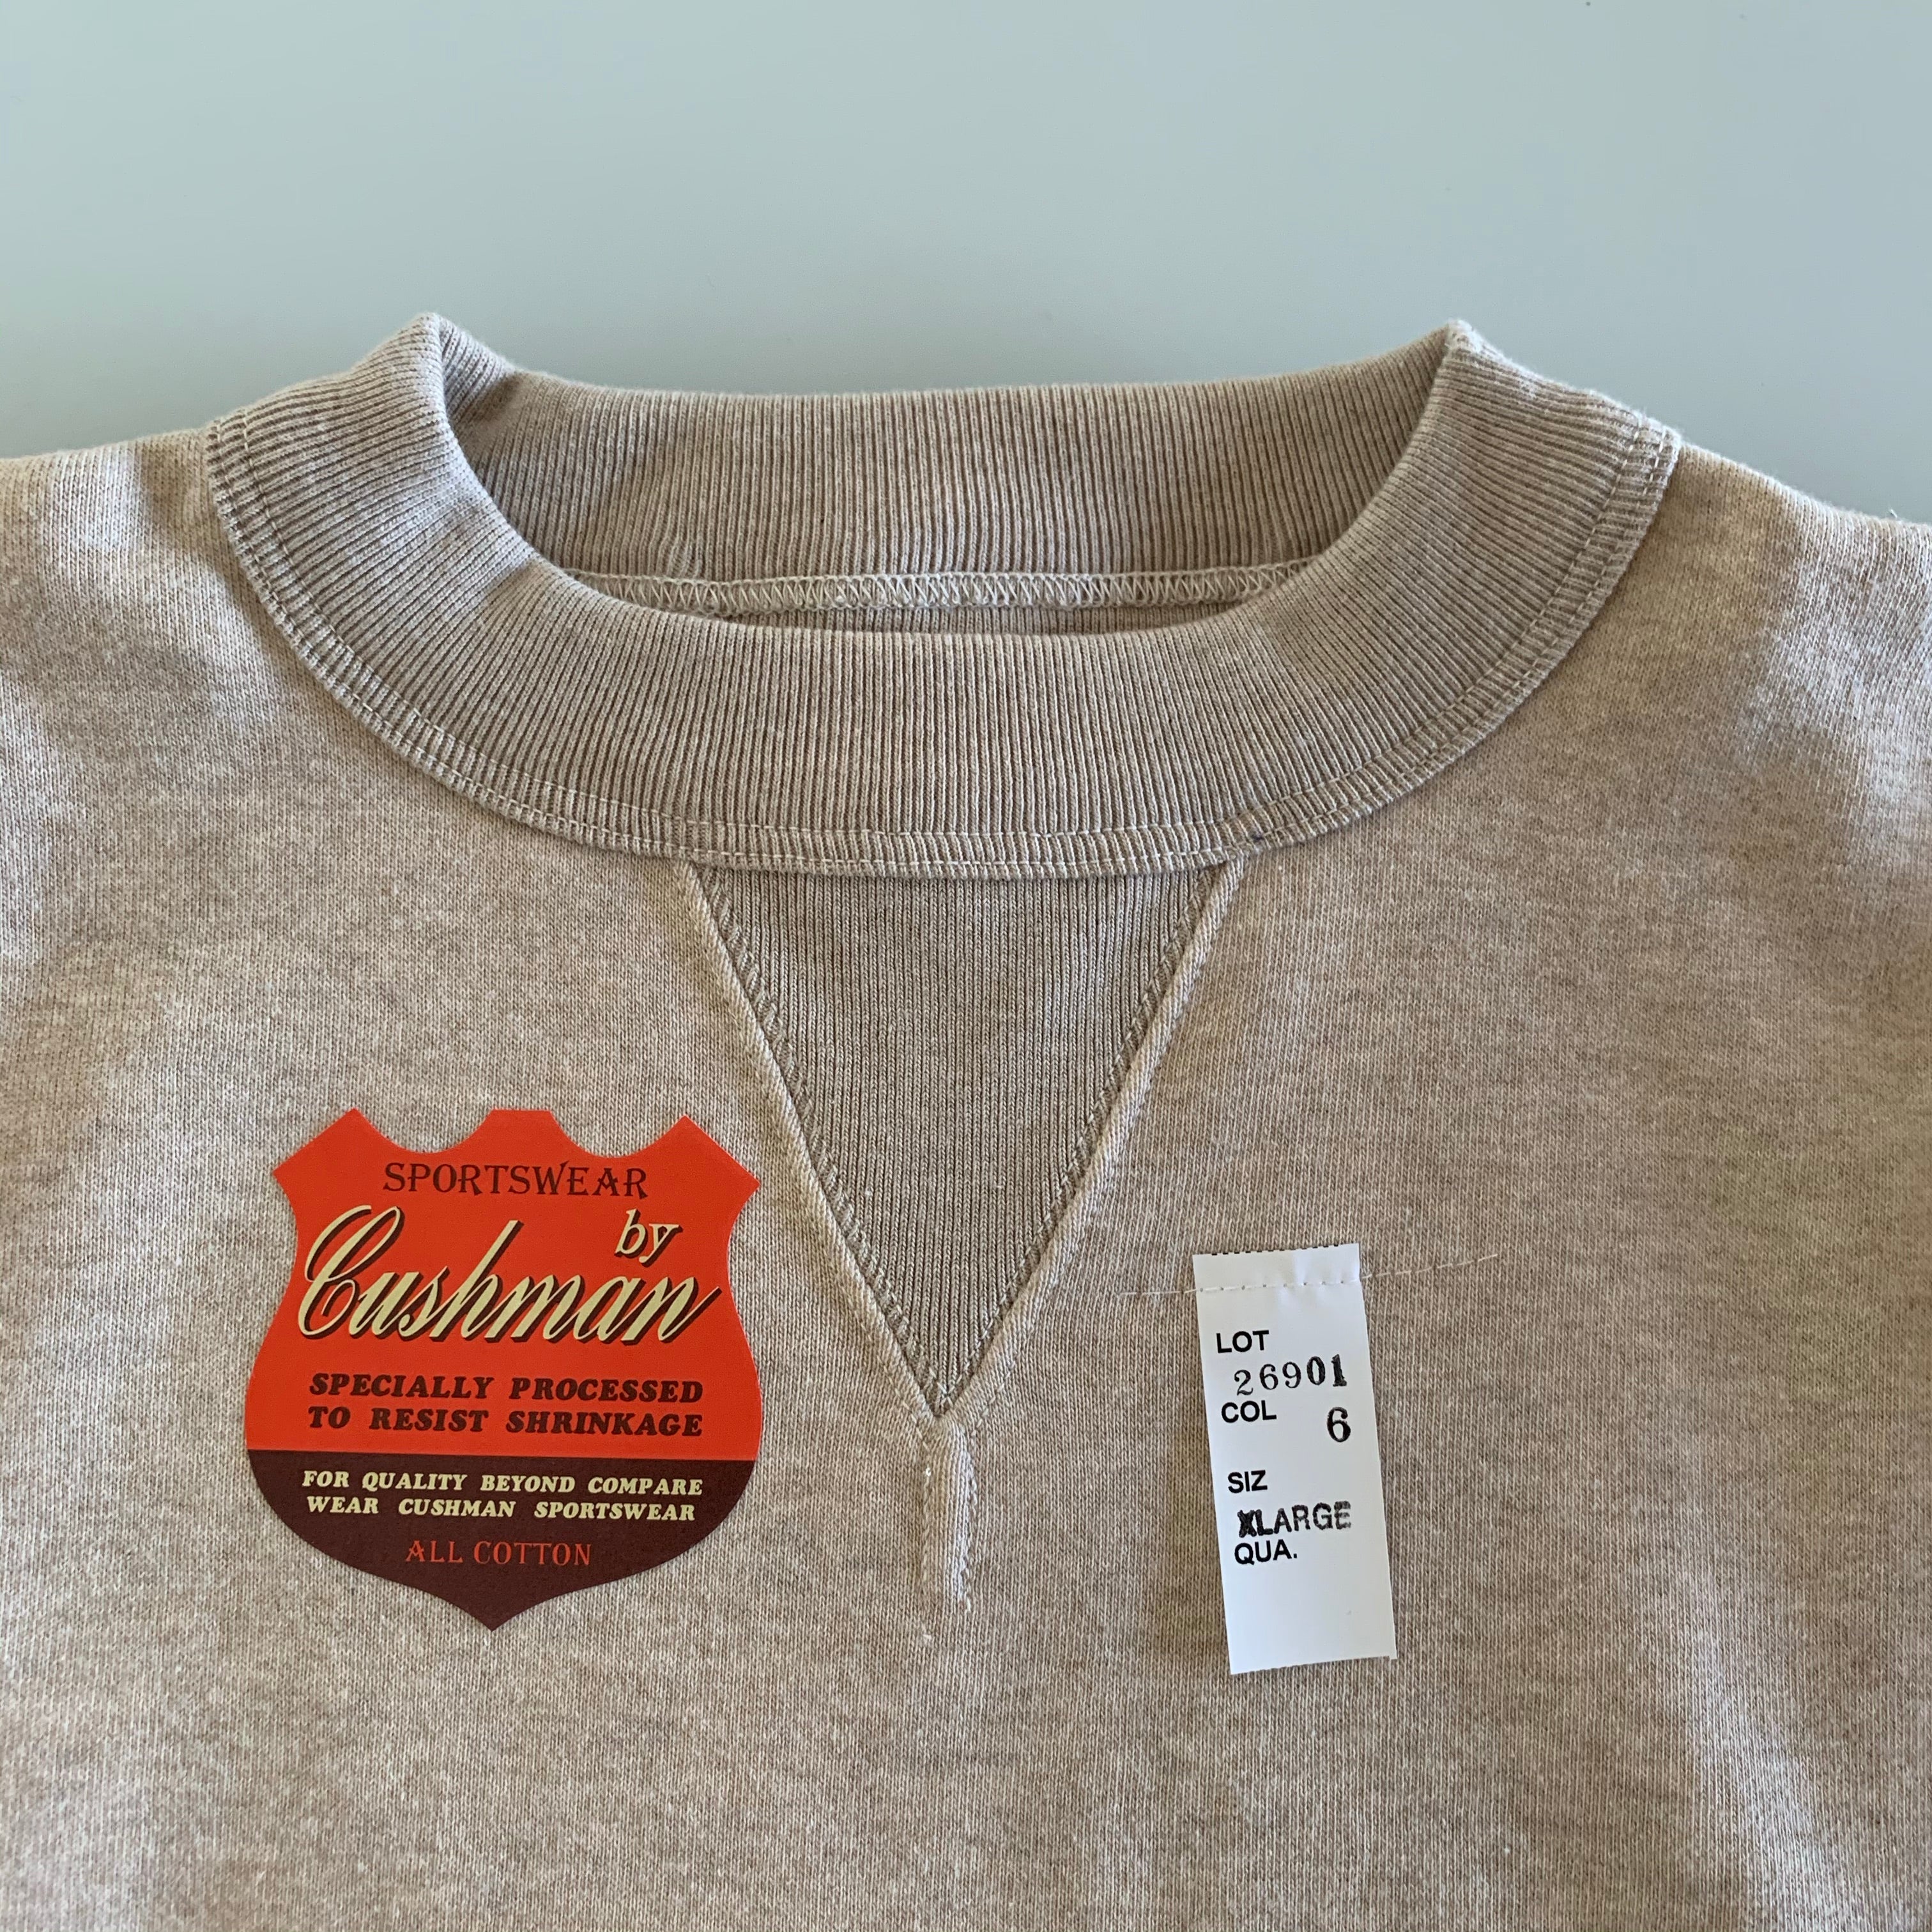 SPORTSWEAR
by
Cushman
SPECIALLY PROCESSED
TO RESIST SHRINKAGE
FOR QUALITY BEYOND COMPARE
WEAR CUSHMAN SPORTSWEAR
ALL COTTON
LOT
26901
COL 6
SIZ
XLARGE
QUA.